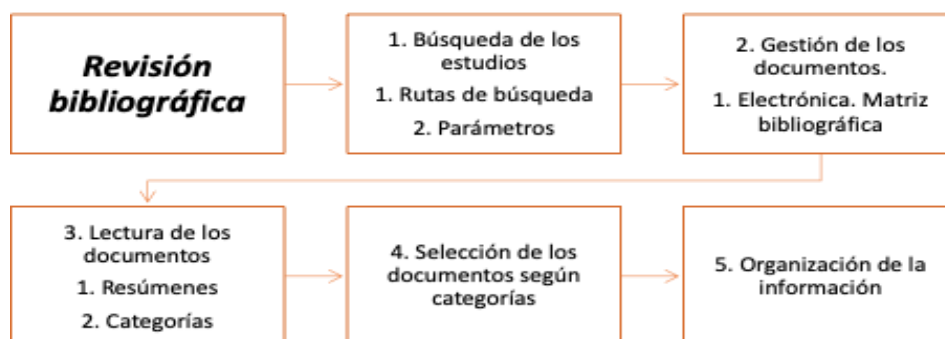 Revisión
bibliográfica
1. Búsqueda de los
estudios
1. Rutas de búsqueda
2. Parámetros
2. Gestión de los
documentos.
1. Electrónica. Matriz
bibliográfica
3. Lectura de los
documentos
1. Resúmenes
2. Categorías
4. Selección de los
documentos según
categorías
5. Organización de la
información